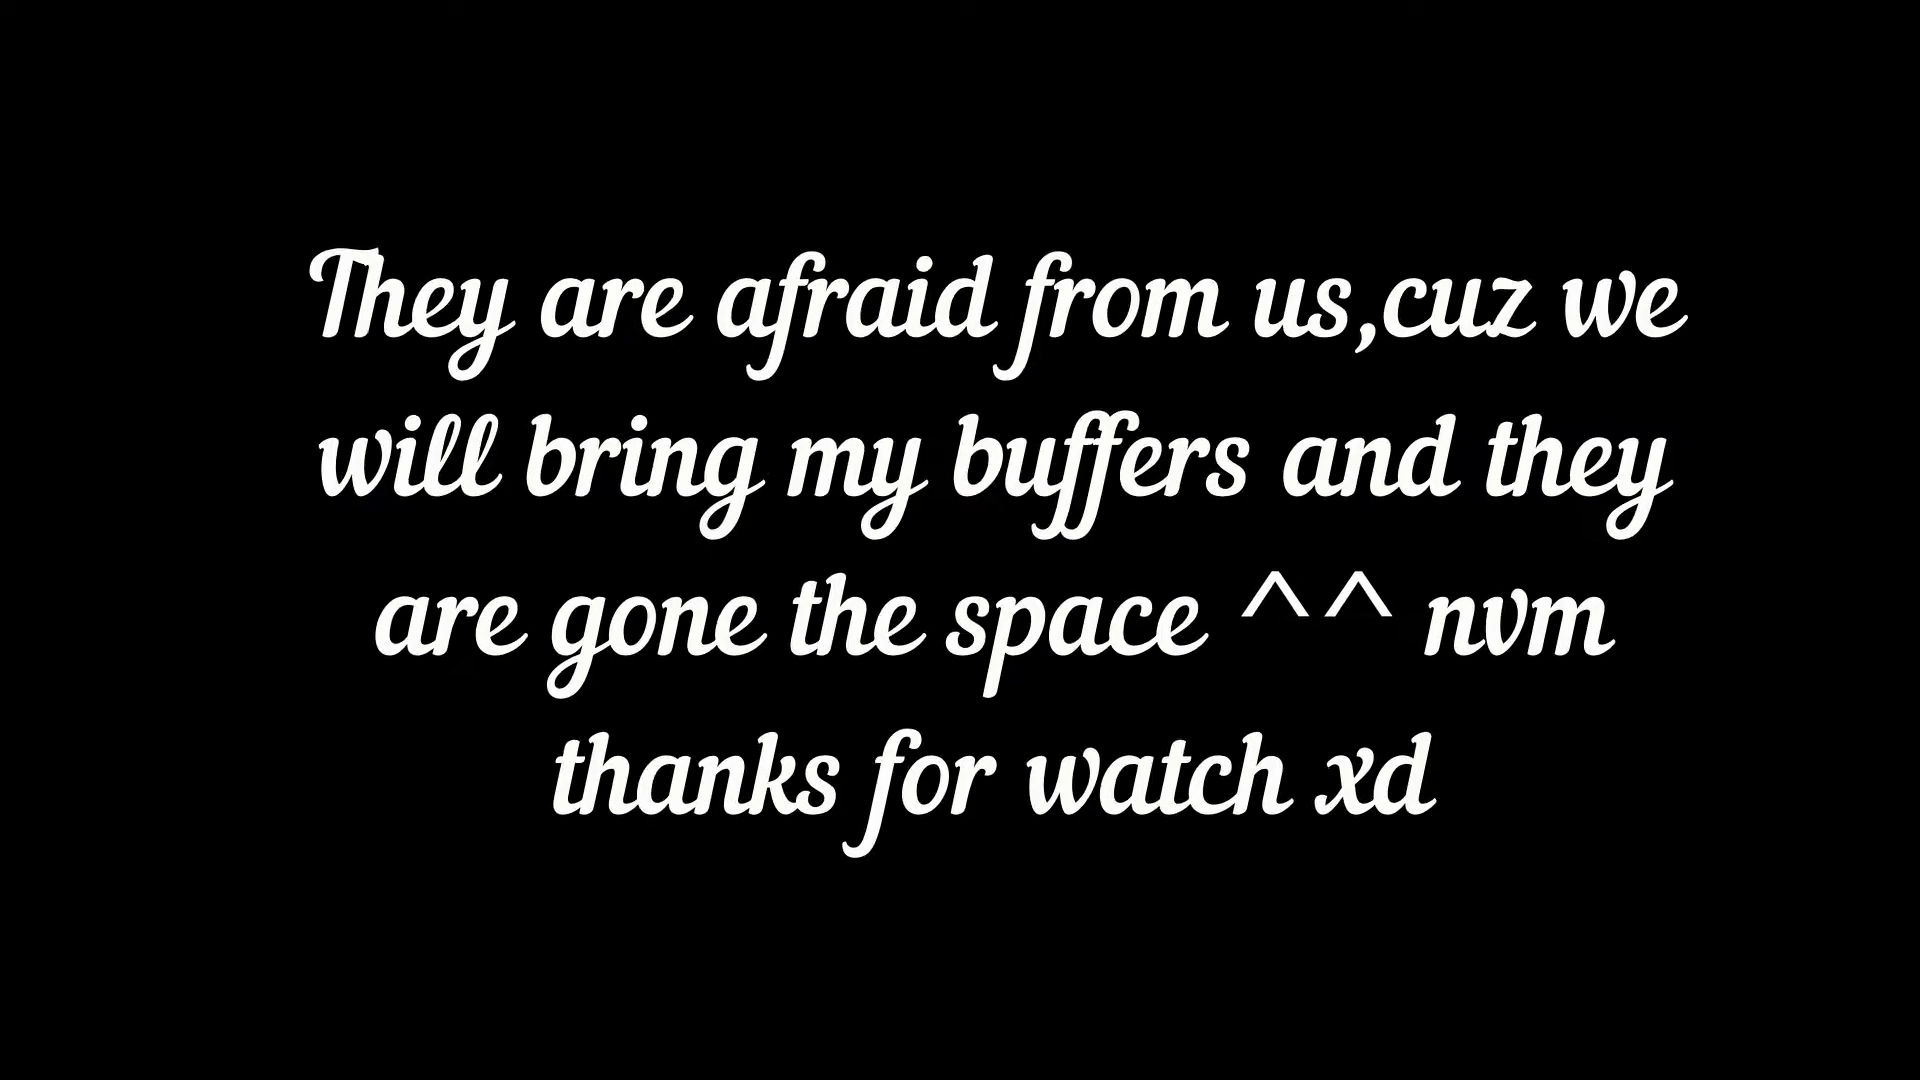 They are afraid from us,cuz we
will bring my buffers and they
are gone the space ^^ nvm
thanks for watch xd